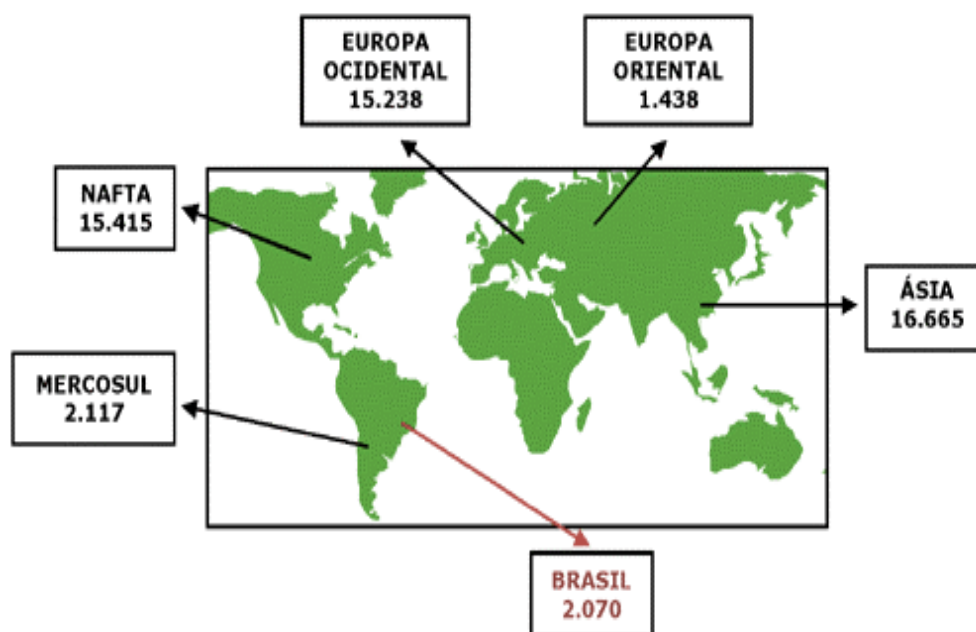 EUROPA
OCIDENTAL
15.238
EUROPA
ORIENTAL
1.438
NAFTA
15.415
ÁSIA
16.665
MERCOSUL
2.117
BRASIL
2.070